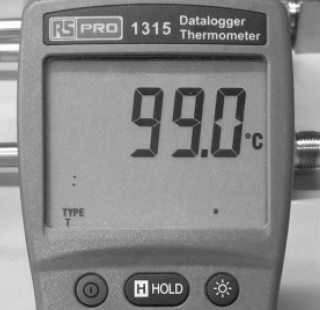 RS PRO 1315 Datalogger
Thermometer
99.0 °C
:
TYPE
T
H HOLD